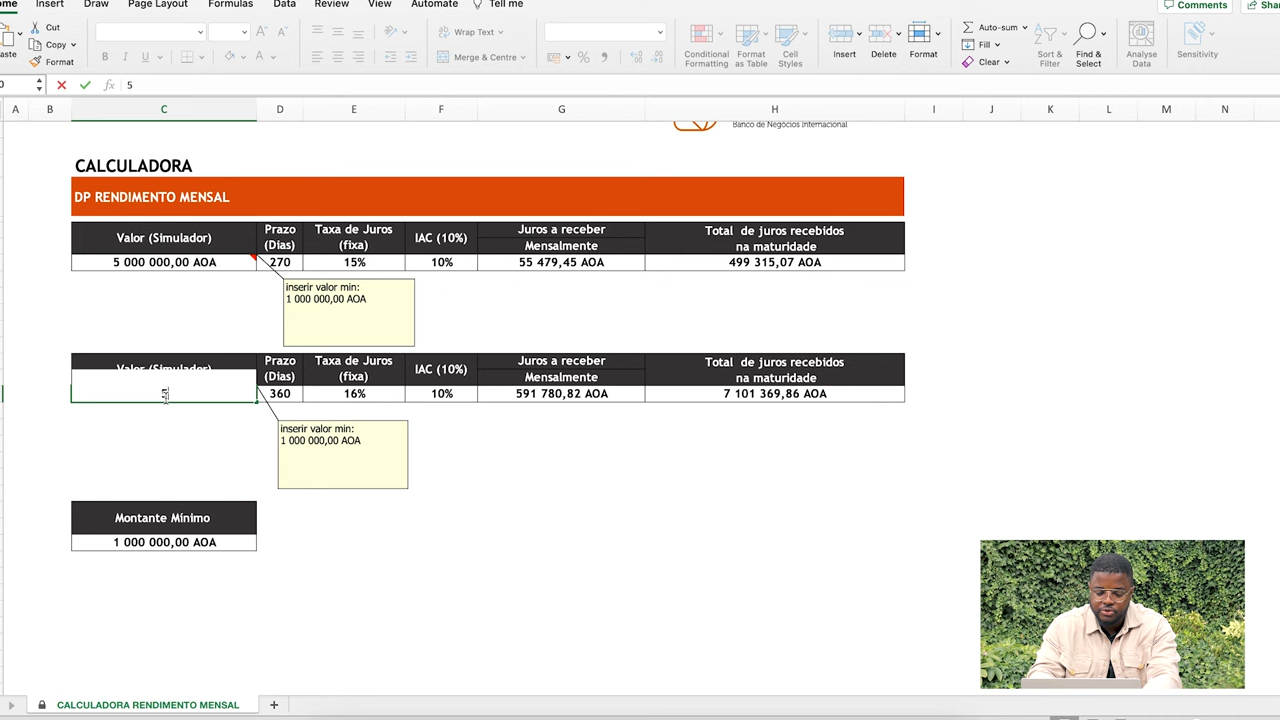 Insert Draw Page Layout Formulas Data Review View Automate Tell me
Comments
Cut
Copy
Format
Wrap Text
Merge & Centre
Conditional Formatting
Format as Table
Cell Styles
Insert
Delete
Format
Auto-sum
Fill
Clear
Sort & Filter
Find & Select
Analyse Data
Sensitivity
fx 5
A B C D E F G H I J K L M N
Banco de Negócios Internacional
CALCULADORA
DP RENDIMENTO MENSAL
Valor (Simulador) Prazo (Dias) Taxa de Juros (fixa) IAC (10%) Juros a receber Mensalmente Total de juros recebidos na maturidade
5 000 000,00 AOA 270 15% 10% 55 479,45 AOA 499 315,07 AOA
inserir valor min:
1 000 000,00 AOA
Valor (Simulador) Prazo (Dias) Taxa de Juros (fixa) IAC (10%) Juros a receber Mensalmente Total de juros recebidos na maturidade
5 360 16% 10% 591 780,82 AOA 7 101 369,86 AOA
inserir valor min:
1 000 000,00 AOA
Montante Mínimo
1 000 000,00 AOA
CALCULADORA RENDIMENTO MENSAL